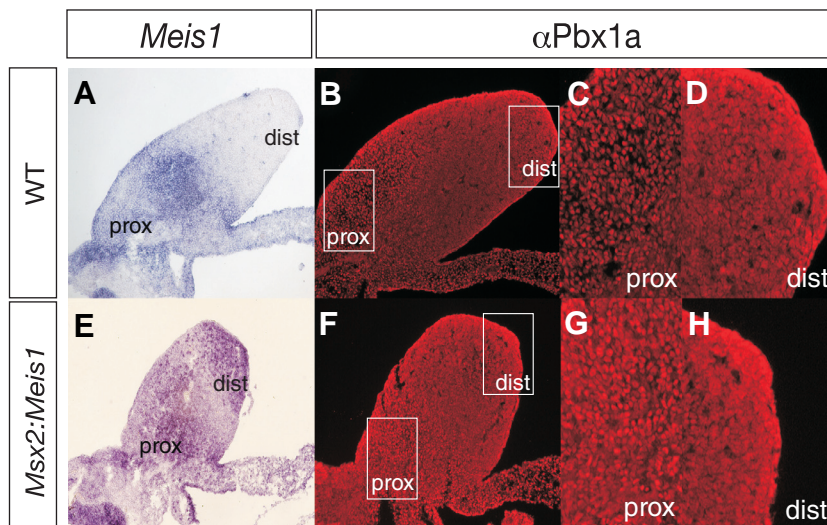 Meis1
αPbx1a
WT
A
dist
prox
B
dist
prox
C
prox
D
dist
Msx2:Meis1
E
dist
prox
F
dist
prox
G
prox
H
dist